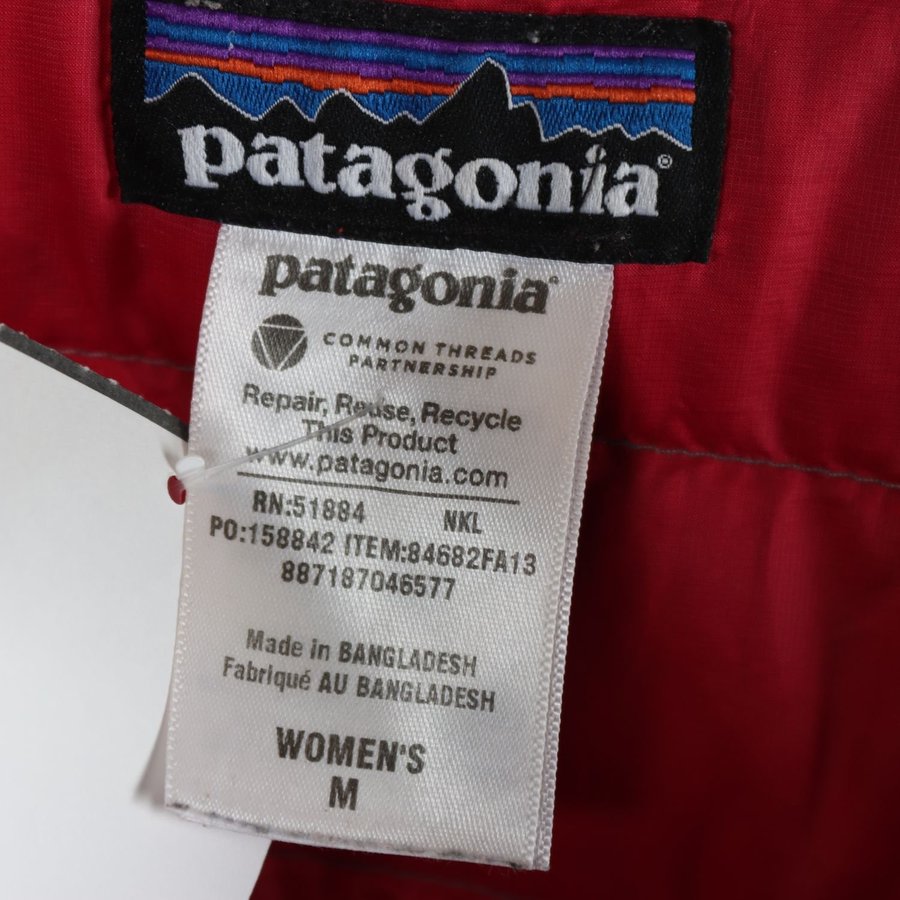 patagonia®
patagonia®
COMMON THREADS
PARTNERSHIP
Repair, Reuse, Recycle
This Product
www.patagonia.com
RN:51884 NKL
PO:158842 ITEM:84682FA13
887187046577
Made in BANGLADESH
Fabriqué AU BANGLADESH
WOMEN'S
M